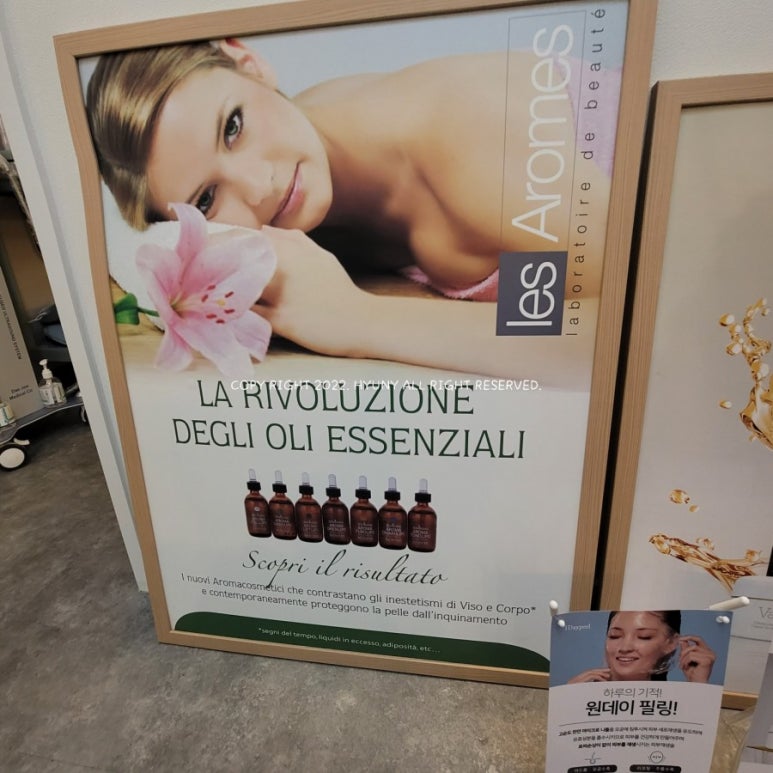 les Aromes
laboratoire de beauté
COPY RIGHT 2022. HYUNY ALL RIGHT RESERVED.
LA RIVOLUZIONE
DEGLI OLI ESSENZIALI
Scopri il risultato
I nuovi Aromacosmetici che contrastano gli inestetismi di Viso e Corpo*
e contemporaneamente proteggono la pelle dall'inquinamento
*segni del tempo, liquidi in eccesso, adiposità, etc...
하루의 기적!
원데이 필링!